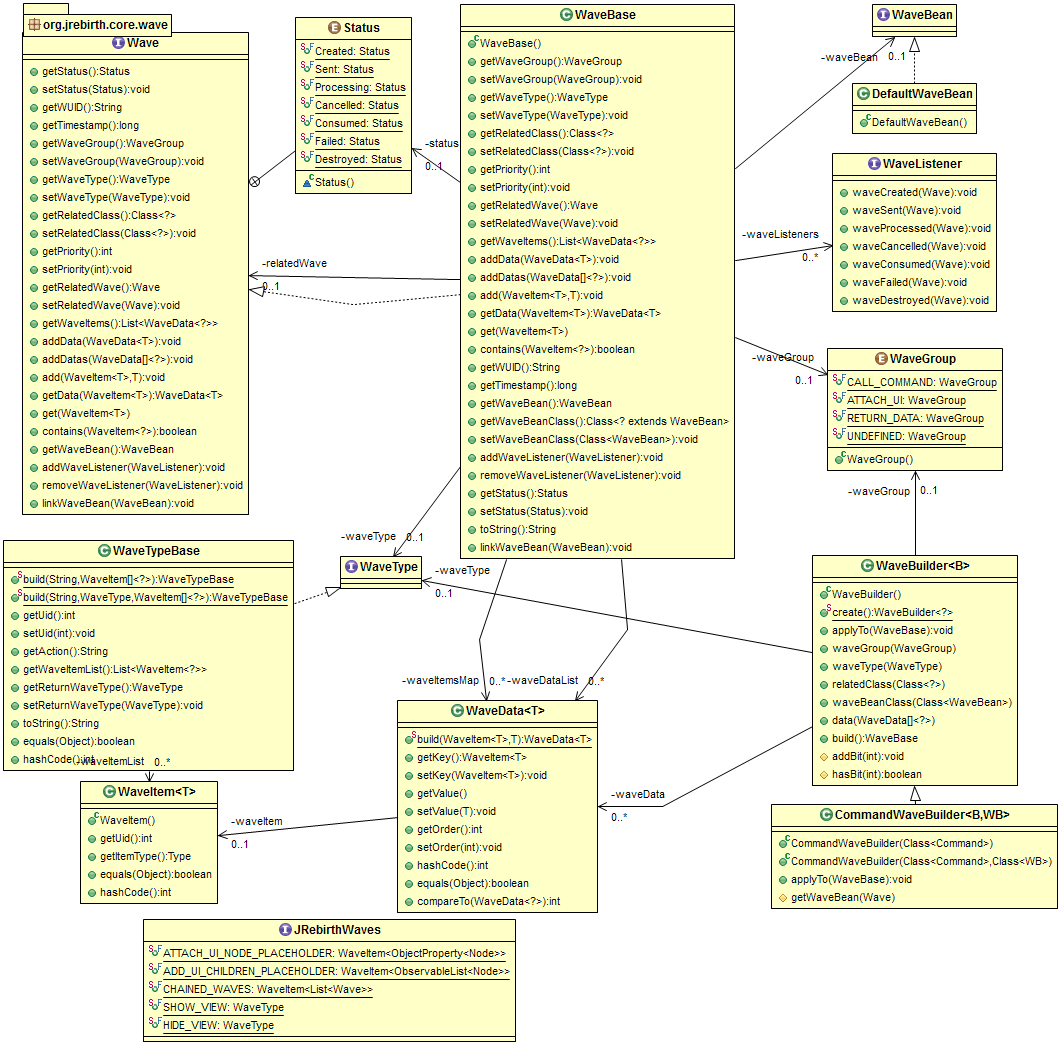 org.jrebirth.core.wave
Wave
getStatus():Status
setStatus(Status):void
getWUID():String
getTimestamp():long
getWaveGroup():WaveGroup
setWaveGroup(WaveGroup):void
getWaveType():WaveType
setWaveType(WaveType):void
getRelatedClass():Class<?>
setRelatedClass(Class<?>):void
getPriority():int
setPriority(int):void
getRelatedWave():Wave
setRelatedWave(Wave):void
getWaveItems():List<WaveData<?>>
addData(WaveData<T>):void
addDatas(WaveData[]<?>):void
add(WaveItem<T>,T):void
getData(WaveItem<T>):WaveData<T>
get(WaveItem<T>)
contains(WaveItem<?>):boolean
getWaveBean():WaveBean
addWaveListener(WaveListener):void
removeWaveListener(WaveListener):void
linkWaveBean(WaveBean):void
Status
Created: Status
Sent: Status
Processing: Status
Cancelled: Status
Consumed: Status
Failed: Status
Destroyed: Status
Status()
-status
0..1
-relatedWave
0..1
WaveBase
WaveBase()
getWaveGroup():WaveGroup
setWaveGroup(WaveGroup):void
getWaveType():WaveType
setWaveType(WaveType):void
getRelatedClass():Class<?>
setRelatedClass(Class<?>):void
getPriority():int
setPriority(int):void
getRelatedWave():Wave
setRelatedWave(Wave):void
getWaveItems():List<WaveData<?>>
addData(WaveData<T>):void
addDatas(WaveData[]<?>):void
add(WaveItem<T>,T):void
getData(WaveItem<T>):WaveData<T>
get(WaveItem<T>)
contains(WaveItem<?>):boolean
getWUID():String
getTimestamp():long
getWaveBean():WaveBean
getWaveBeanClass():Class<? extends WaveBean>
setWaveBeanClass(Class<WaveBean>):void
addWaveListener(WaveListener):void
removeWaveListener(WaveListener):void
getStatus():Status
setStatus(Status):void
toString():String
linkWaveBean(WaveBean):void
WaveBean
-waveBean
0..1
DefaultWaveBean
DefaultWaveBean()
WaveListener
waveCreated(Wave):void
waveSent(Wave):void
waveProcessed(Wave):void
waveCancelled(Wave):void
waveConsumed(Wave):void
waveFailed(Wave):void
waveDestroyed(Wave):void
-waveListeners
0..*
-waveGroup
0..1
WaveGroup
CALL_COMMAND: WaveGroup
ATTACH_UI: WaveGroup
RETURN_DATA: WaveGroup
UNDEFINED: WaveGroup
WaveGroup()
-waveGroup
0..1
WaveTypeBase
build(String,WaveItem[]<?>):WaveTypeBase
build(String,WaveType,WaveItem[]<?>):WaveTypeBase
getUid():int
setUid(int):void
getAction():String
getWaveItemList():List<WaveItem<?>>
getReturnWaveType():WaveType
setReturnWaveType(WaveType):void
toString():String
equals(Object):boolean
hashCode():int
-waveItemList
0..*
-waveType
0..1
WaveType
-waveType
0..1
WaveBuilder<B>
WaveBuilder()
create():WaveBuilder<?>
applyTo(WaveBase):void
waveGroup(WaveGroup)
waveType(WaveType)
relatedClass(Class<?>)
waveBeanClass(Class<WaveBean>)
data(WaveData[]<?>)
build():WaveBase
addBit(int):void
hasBit(int):boolean
-waveItemsMap
0..*
-waveDataList
0..*
WaveData<T>
build(WaveItem<T>,T):WaveData<T>
getKey():WaveItem<T>
setKey(WaveItem<T>):void
getValue()
setValue(T):void
getOrder():int
setOrder(int):void
hashCode():int
equals(Object):boolean
compareTo(WaveData<?>):int
-waveData
0..*
WaveItem<T>
WaveItem()
getUid():int
getItemType():Type
equals(Object):boolean
hashCode():int
-waveItem
0..1
CommandWaveBuilder<B,WB>
CommandWaveBuilder(Class<Command>)
CommandWaveBuilder(Class<Command>,Class<WB>)
applyTo(WaveBase):void
getWaveBean(Wave)
JRebirthWaves
ATTACH_UI_NODE_PLACEHOLDER: WaveItem<ObjectProperty<Node>>
ADD_UI_CHILDREN_PLACEHOLDER: WaveItem<ObservableList<Node>>
CHAINED_WAVES: WaveItem<List<Wave>>
SHOW_VIEW: WaveType
HIDE_VIEW: WaveType